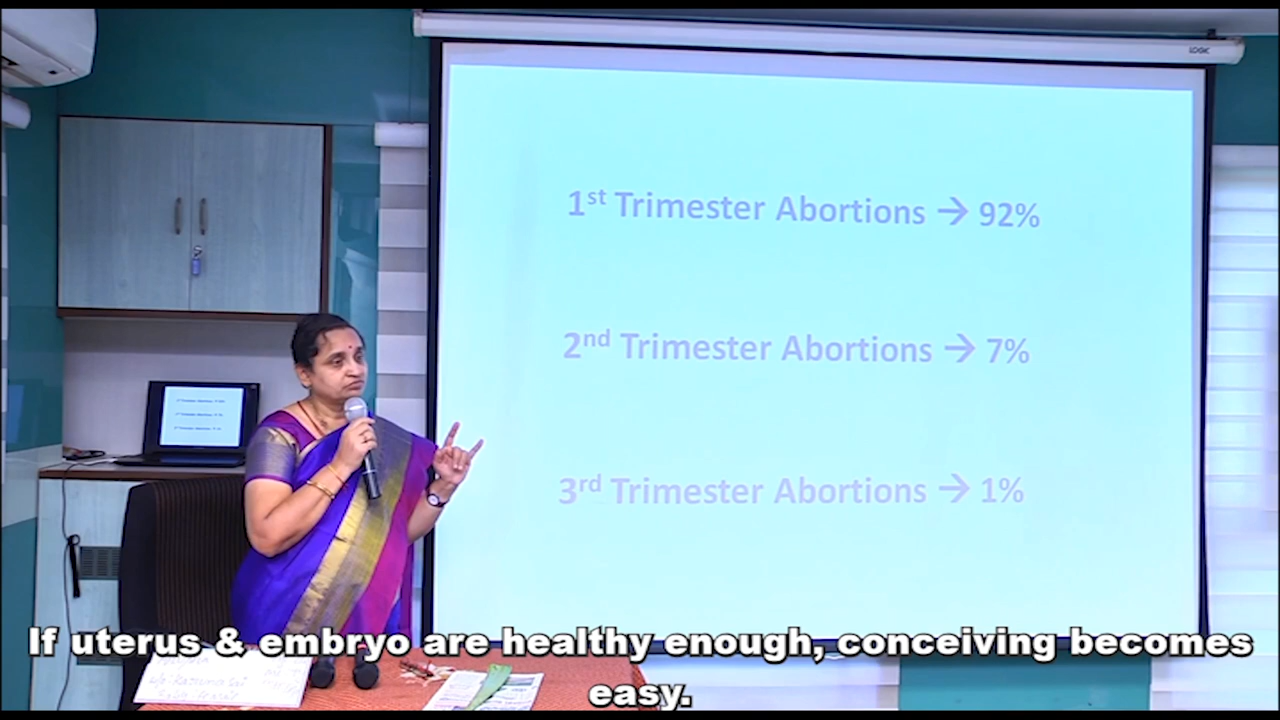 LOGIC
1st Trimester Abortions → 92%
2nd Trimester Abortions → 7%
3rd Trimester Abortions → 1%
If uterus & embryo are healthy enough, conceiving becomes
easy.